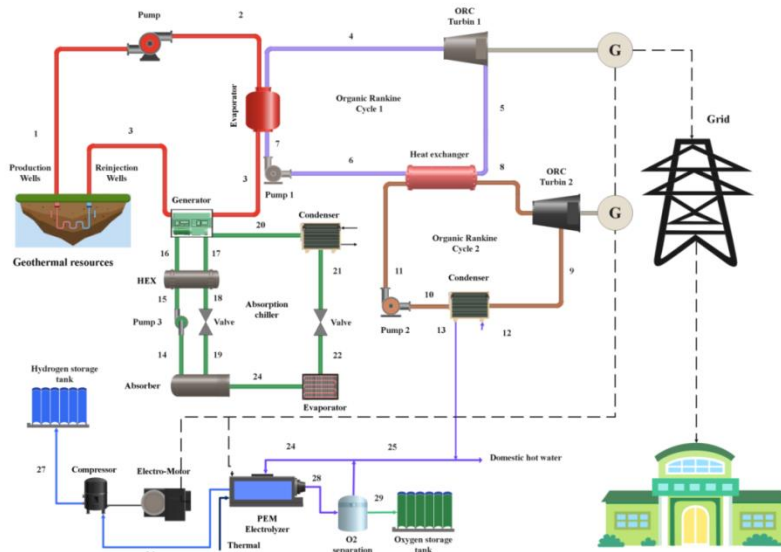 Pump
2
4
ORC
Turbin 1
G
Evaporator
Organic Rankine
Cycle 1
5
Grid
1
3
7
3
6
Heat exchanger
8
Production
Wells
Reinjection
Wells
Pump 1
ORC
Turbin 2
G
Generator
Condenser
20
Geothermal resources
16
17
21
11
Organic Rankine
Cycle 2
9
Condenser
HEX
15
18
Absorption
chiller
10
Pump 3
Valve
Valve
Pump 2
13
12
14
19
22
Absorber
24
Evaporator
Hydrogen storage
tank
24
25
Domestic hot water
27
Compressor
Electro-Motor
28
29
PEM
Electrolyzer
O2
separation
Oxygen storage
tank
Thermal